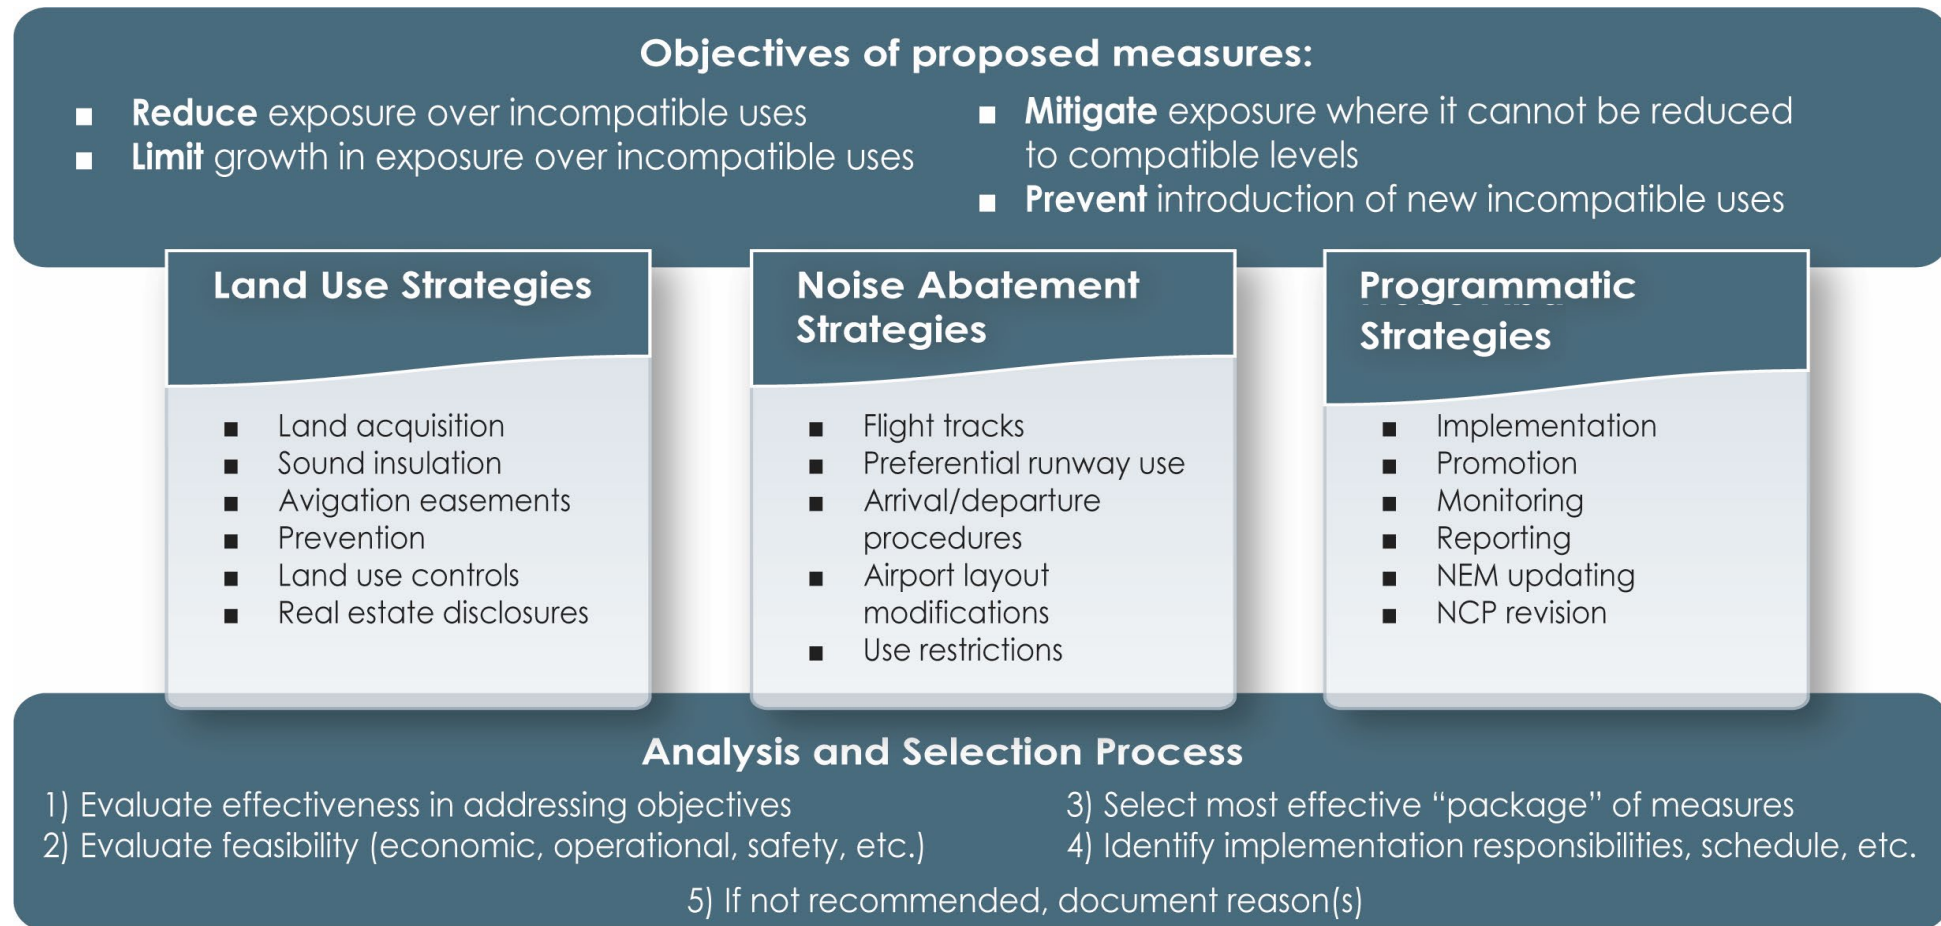 Objectives of proposed measures:
■ Reduce exposure over incompatible uses
■ Limit growth in exposure over incompatible uses
■ Mitigate exposure where it cannot be reduced
to compatible levels
■ Prevent introduction of new incompatible uses
Land Use Strategies
■ Land acquisition
■ Sound insulation
■ Avigation easements
■ Prevention
■ Land use controls
■ Real estate disclosures
Noise Abatement
Strategies
■ Flight tracks
■ Preferential runway use
■ Arrival/departure
procedures
■ Airport layout
modifications
■ Use restrictions
Programmatic
Strategies
■ Implementation
■ Promotion
■ Monitoring
■ Reporting
■ NEM updating
■ NCP revision
Analysis and Selection Process
1) Evaluate effectiveness in addressing objectives
2) Evaluate feasibility (economic, operational, safety, etc.)
3) Select most effective “package” of measures
4) Identify implementation responsibilities, schedule, etc.
5) If not recommended, document reason(s)